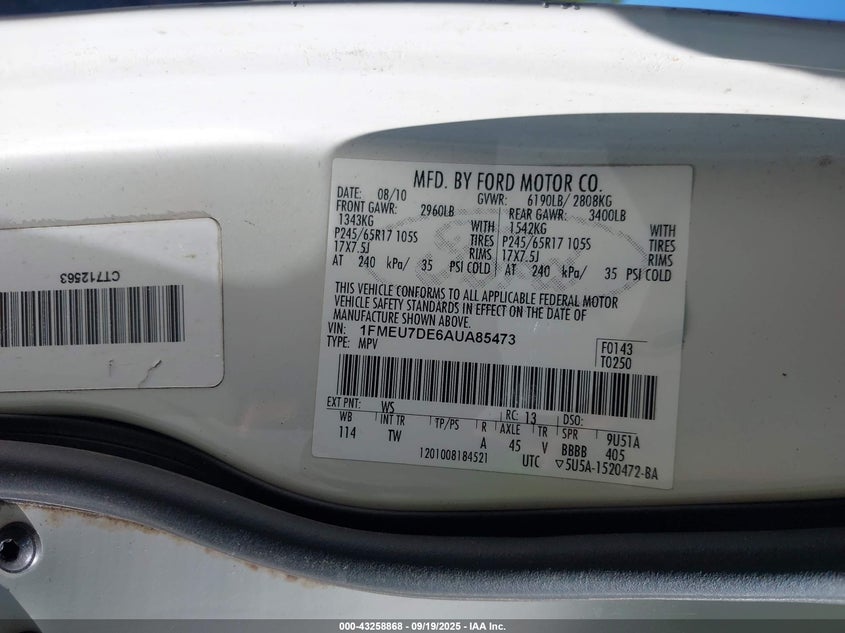 MFD. BY FORD MOTOR CO.
DATE: 08/10 GVWR: 6190LB/ 2808KG
FRONT GAWR: 2960LB REAR GAWR: 3400LB
1343KG WITH 1542KG WITH
P245/65R17 105S TIRES P245/65R17 105S TIRES
17X7.5J RIMS 17X7.5J RIMS
AT 240 kPa/ 35 PSI COLD AT 240 kPa/ 35 PSI COLD
THIS VEHICLE CONFORMS TO ALL APPLICABLE FEDERAL MOTOR
VEHICLE SAFETY STANDARDS IN EFFECT ON THE DATE OF
MANUFACTURE SHOWN ABOVE.
VIN: 1FMEU7DE6AUA85473
TYPE: MPV
F0143
T0250
EXT PNT: WS RC: 13 DSO:
WB INT TR TP/PS R AXLE TR SPR 9U51A
114 TW A 45 V BBBB 405
1201008184521 UTC ▽5U5A-1520472-BA
CT712563
000-43258868 - 09/19/2025 - IAA Inc.